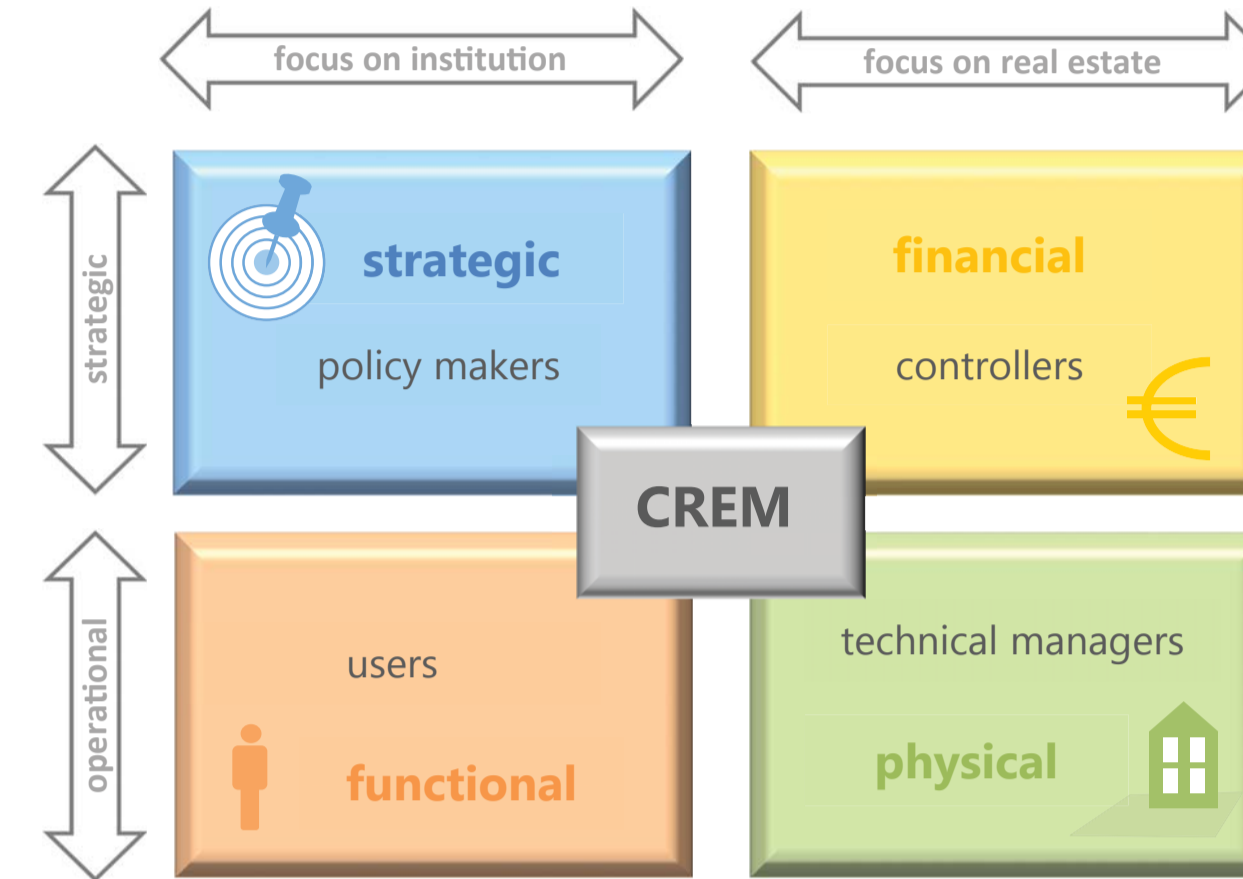 focus on institution
focus on real estate
strategic
strategic
policy makers
financial
controllers
€
CREM
operational
users
functional
technical managers
physical